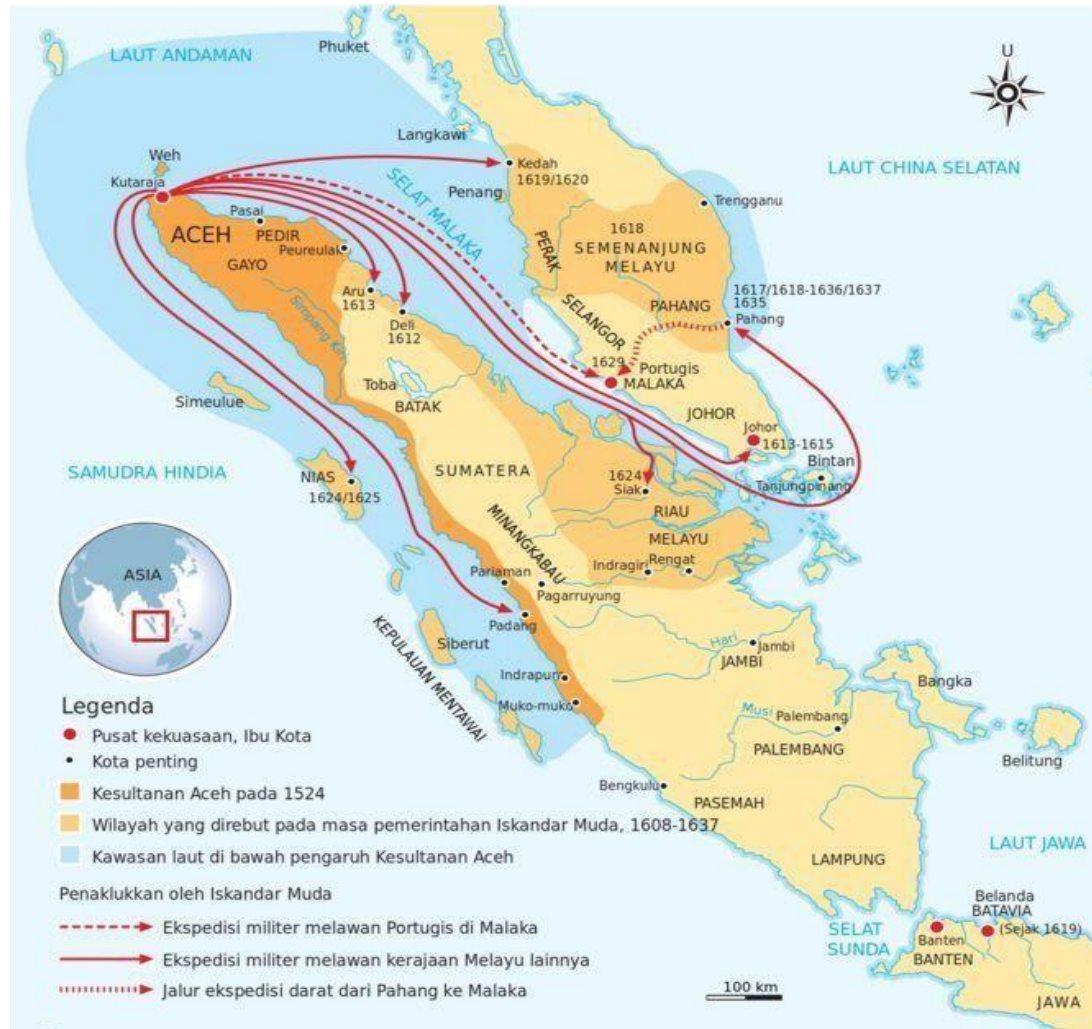 LAUT ANDAMAN
Phuket
U
Langkawi
LAUT CHINA SELATAN
Weh
Kutaraja
Kedah
1619/1620
Penang
SELAT MALAKA
Trengganu
Pasai
ACEH
PEDIR
Peureulak
GAYO
PERAK
1618
SEMENANJUNG
MELAYU
Aru
1613
Deli
1612
Simpang Kiri
SELANGOR
PAHANG
1617/1618-1636/1637
1635
Pahang
1629
Portugis
MALAKA
Toba
BATAK
Simeulue
JOHOR
Johor
1613-1615
Bintan
Tanjungpinang
SAMUDRA HINDIA
NIAS
1624/1625
SUMATERA
1624
Siak
RIAU
MELAYU
MINANGKABAU
Indragiri
Rengat
ASIA
Pariaman
Pagarruyung
Padang
Siberut
KEPULAUAN MENTAWAI
Hari
Jambi
JAMBI
Indrapura
Muko-muko
Bangka
Musi
Palembang
PALEMBANG
Belitung
Bengkulu
PASEMAH
LAMPUNG
LAUT JAWA
Belanda
BATAVIA
(Sejak 1619)
SELAT
SUNDA
Banten
BANTEN
JAWA
Legenda
Pusat kekuasaan, Ibu Kota
Kota penting
Kesultanan Aceh pada 1524
Wilayah yang direbut pada masa pemerintahan Iskandar Muda, 1608-1637
Kawasan laut di bawah pengaruh Kesultanan Aceh
Penaklukkan oleh Iskandar Muda
Ekspedisi militer melawan Portugis di Malaka
Ekspedisi militer melawan kerajaan Melayu lainnya
Jalur ekspedisi darat dari Pahang ke Malaka
100 km